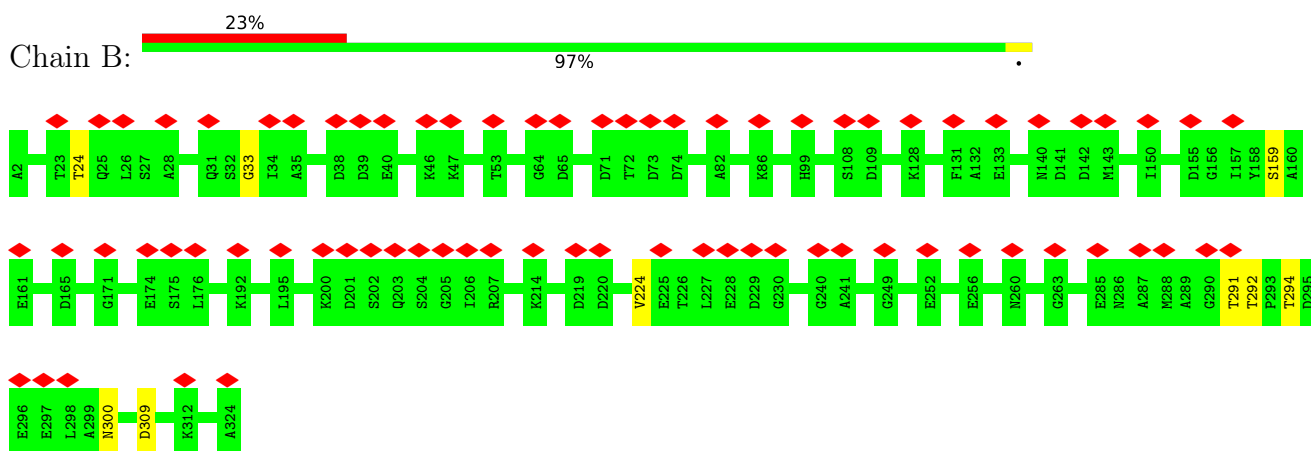 23%
Chain B:
97%
.
A2 T23 T24 Q25 L26 S27 A28 Q31 S32 G33 I34 A35 D38 D39 E40 K46 K47 T53 G64 D65 D71 T72 D73 D74 A82 K86 H99 S108 D109 K128 F131 A132 E133 N140 D141 D142 M143 I150 D155 G156 I157 Y158 S159 A160
E161 D165 G171 E174 S175 L176 K192 L195 K200 D201 S202 Q203 S204 G205 I206 R207 K214 D219 D220 V224 E225 T226 L227 E228 D229 G230 G240 A241 G249 E252 E256 N260 G263 E285 N286 A287 M288 A289 G290 T291 T292 P293 T294 D295
E296 E297 L298 A299 N300 D309 K312 A324